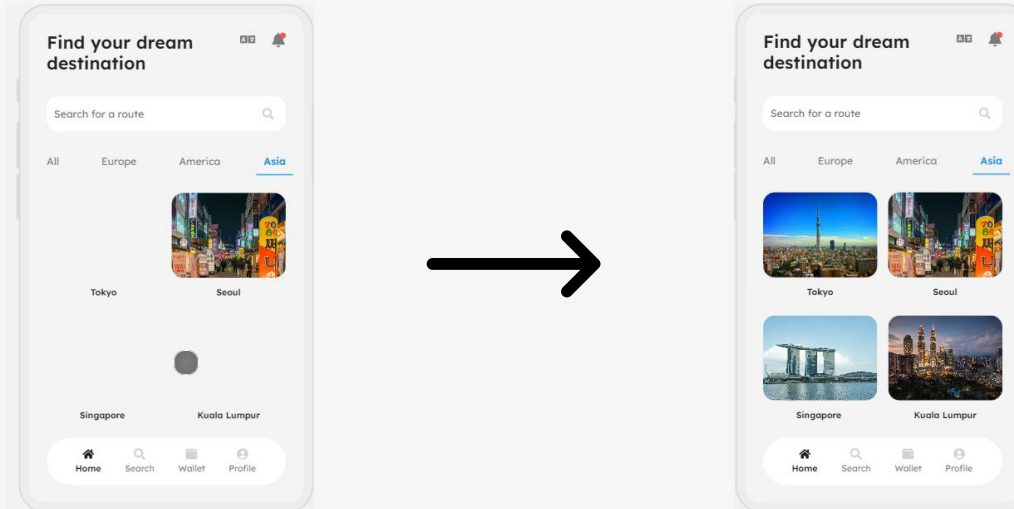 Find your dream
destination
Search for a route
All Europe America Asia
Tokyo Seoul
Singapore Kuala Lumpur
Home Search Wallet Profile
Find your dream
destination
Search for a route
All Europe America Asia
Tokyo Seoul
Singapore Kuala Lumpur
Home Search Wallet Profile